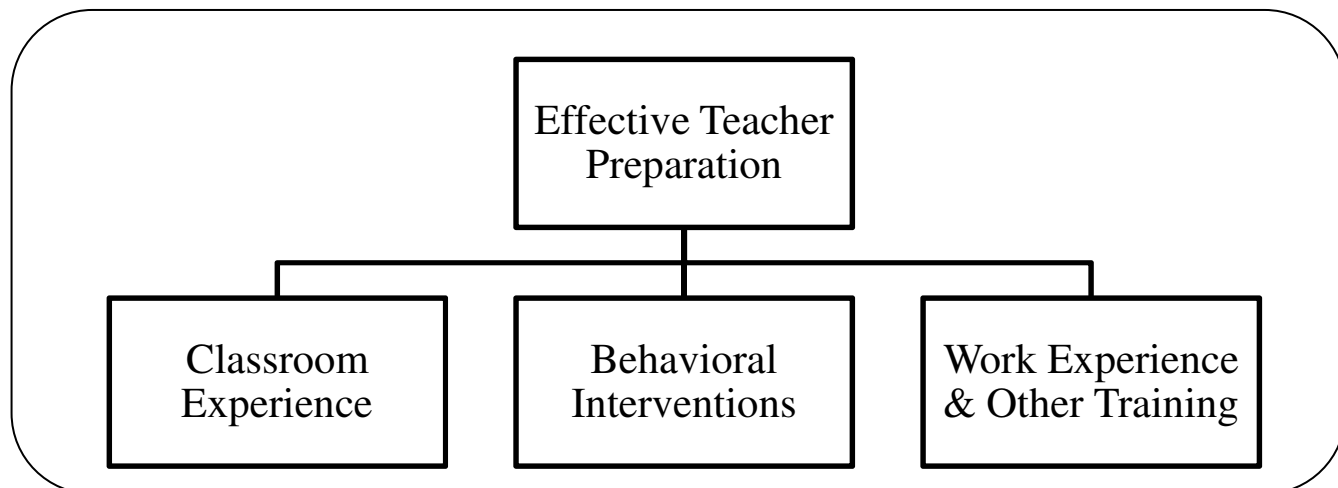 Effective Teacher
Preparation
Classroom
Experience
Behavioral
Interventions
Work Experience
& Other Training